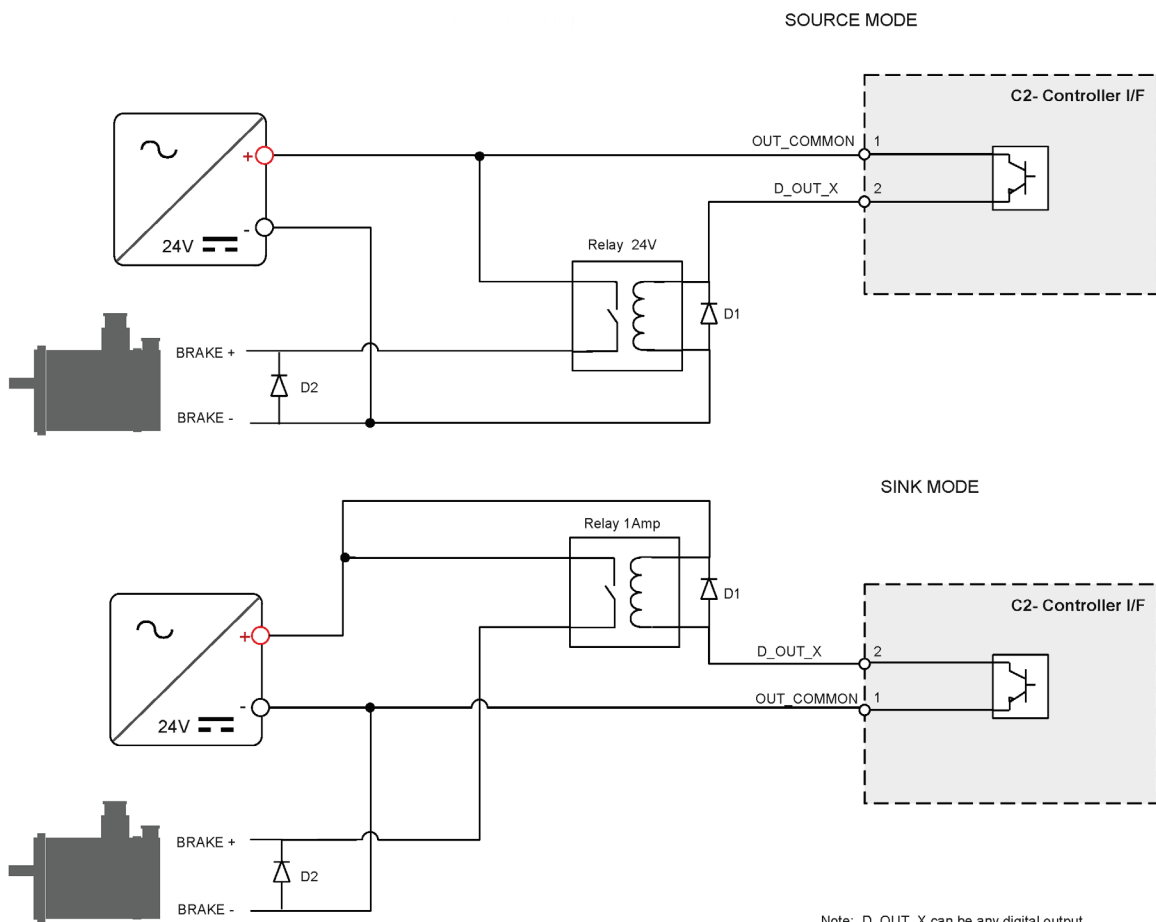 SOURCE MODE
C2- Controller I/F
OUT_COMMON 1
+
D_OUT_X 2
-
24V
Relay 24V
D1
BRAKE +
D2
BRAKE -
SINK MODE
Relay 1Amp
D1
C2- Controller I/F
+
D_OUT_X 2
OUT_COMMON 1
-
24V
BRAKE +
D2
BRAKE -
Note: D_OUT_X can be any digital output